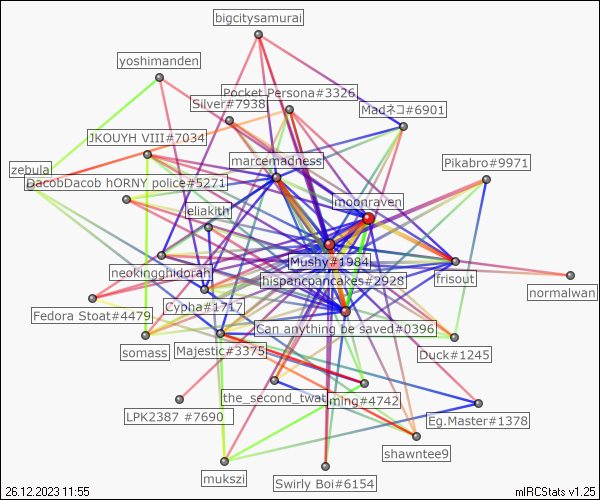 bigcitysamurai
yoshimanden
Pocket_Persona#3326
Silver#7938
Madネコ#6901
JKOUYH VIII#7034
marcemadness
Pikabro#9971
zebula
DacobDacob hORNY police#5271
moonraven
eliakith
Mushy#1984
neokingghidorah
hispancpancakes#2928
frisout
normalwan
Fedora Stoat#4479
Cypha#1717
Can anything be saved#0396
somass
Majestic#3375
Duck#1245
the_second_twat
ming#4742
LPK2387 #7690
Eg.Master#1378
shawntee9
mukszi
Swirly Boi#6154
26.12.2023 11:55
mIRCStats v1.25